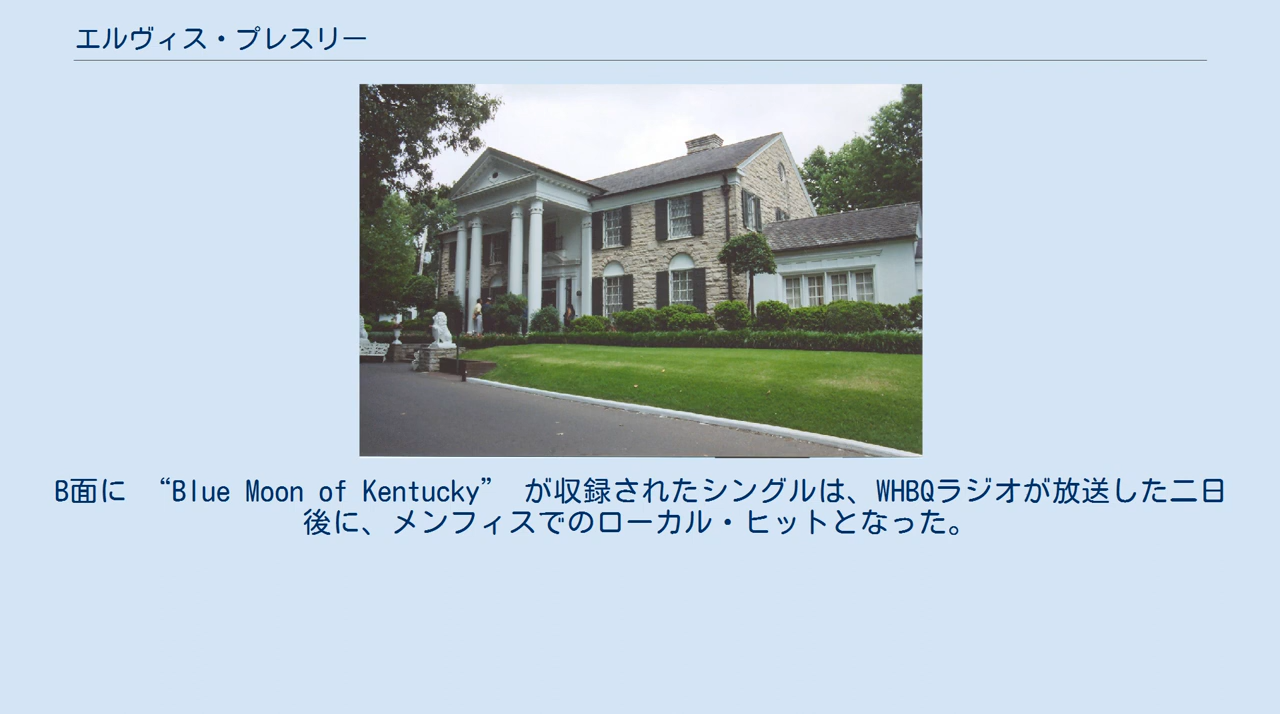 エルヴィス・プレスリー
B面に “Blue Moon of Kentucky” が収録されたシングルは、WHBQラジオが放送した二日
後に、メンフィスでのローカル・ヒットとなった。